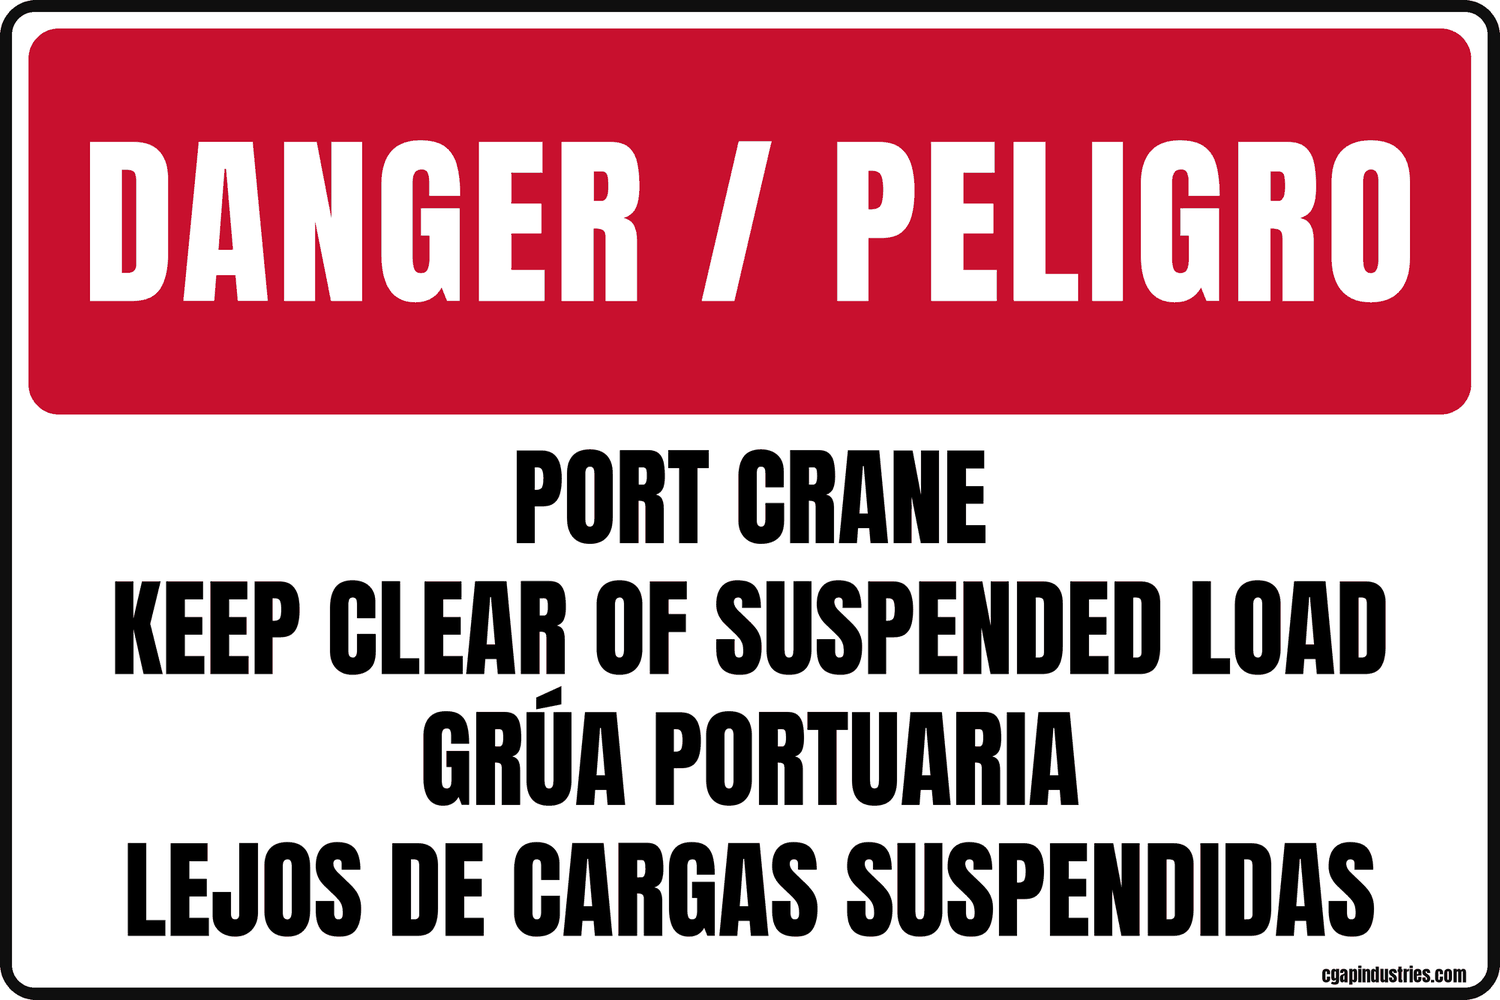 DANGER / PELIGRO
PORT CRANE
KEEP CLEAR OF SUSPENDED LOAD
GRÚA PORTUARIA
LEJOS DE CARGAS SUSPENDIDAS
cgapindustries.com